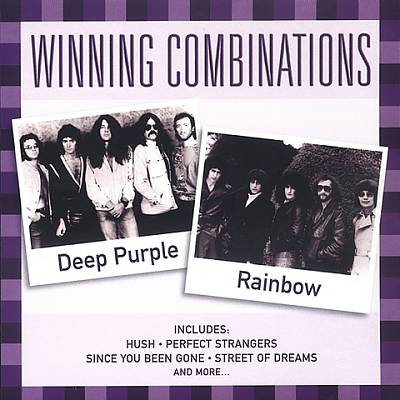 WINNING COMBINATIONS
Deep Purple
Rainbow
INCLUDES:
HUSH • PERFECT STRANGERS
SINCE YOU BEEN GONE • STREET OF DREAMS
AND MORE...